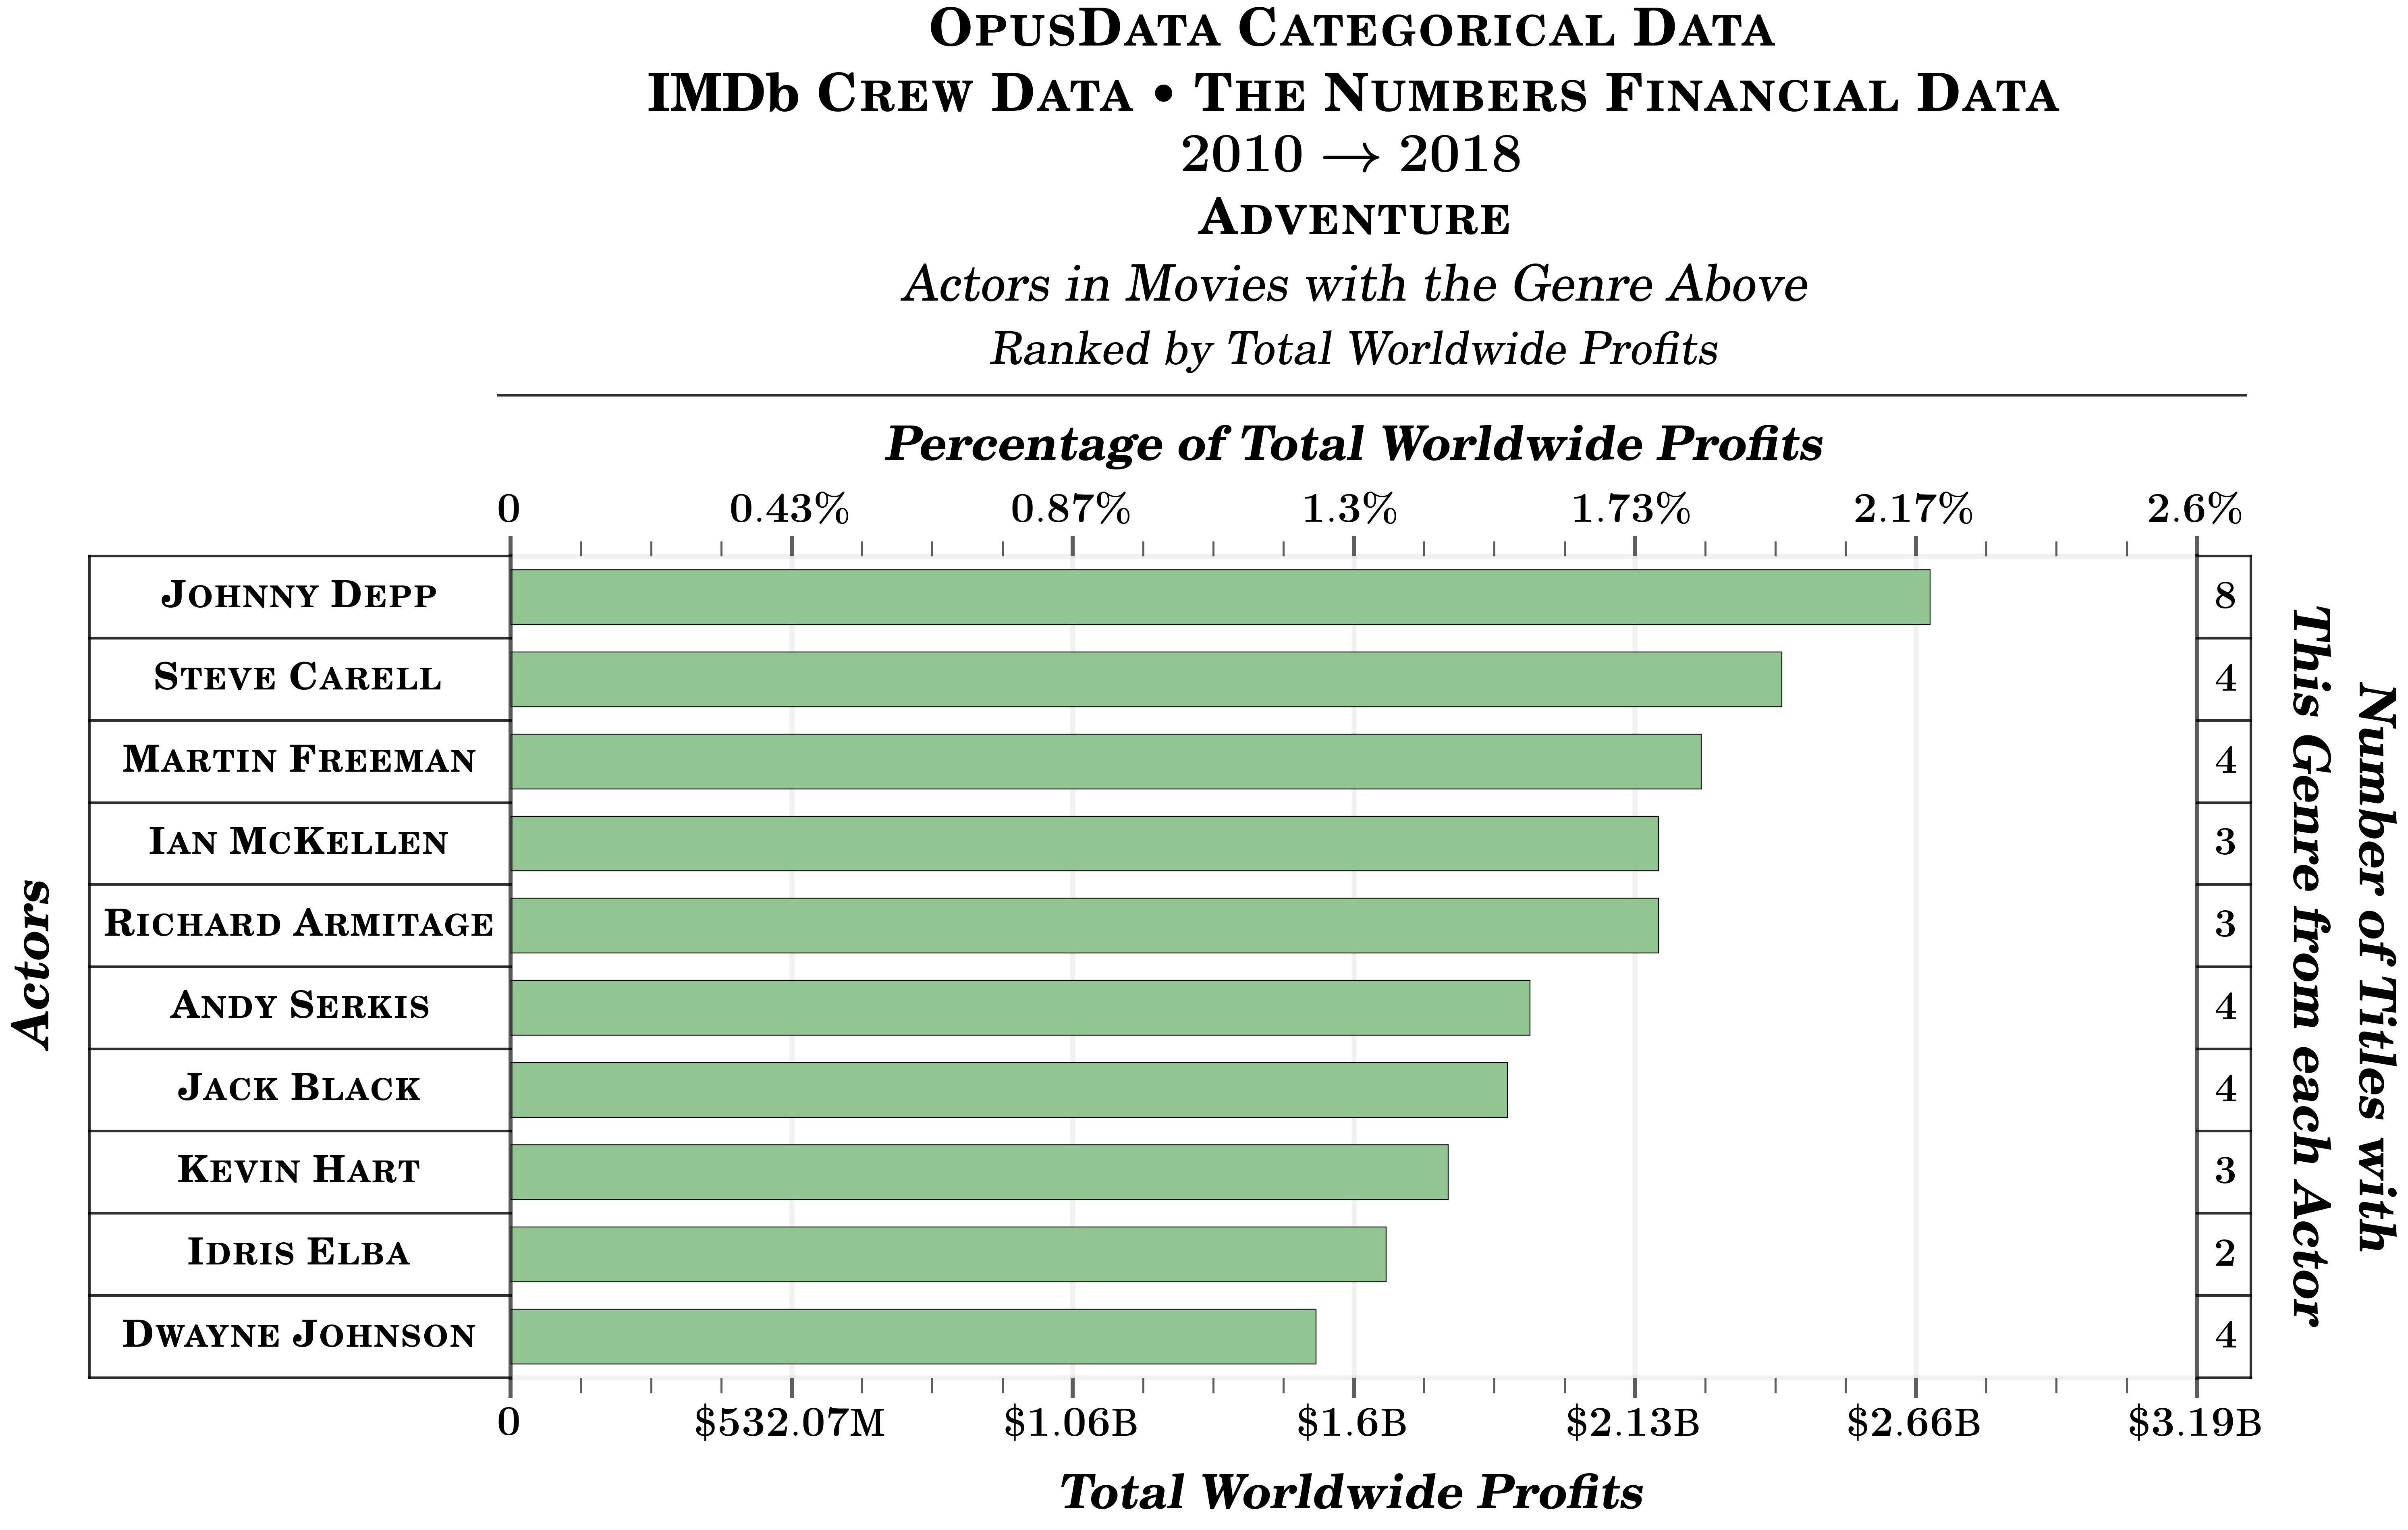 OpusData Categorical Data
IMDb Crew Data • The Numbers Financial Data
2010 → 2018
Adventure
Actors in Movies with the Genre Above
Ranked by Total Worldwide Profits
Percentage of Total Worldwide Profits
0 0.43% 0.87% 1.3% 1.73% 2.17% 2.6%
Actors
Johnny Depp 8
Steve Carell 4
Martin Freeman 4
Ian McKellen 3
Richard Armitage 3
Andy Serkis 4
Jack Black 4
Kevin Hart 3
Idris Elba 2
Dwayne Johnson 4
Number of Titles with
This Genre from each Actor
0 $532.07M $1.06B $1.6B $2.13B $2.66B $3.19B
Total Worldwide Profits